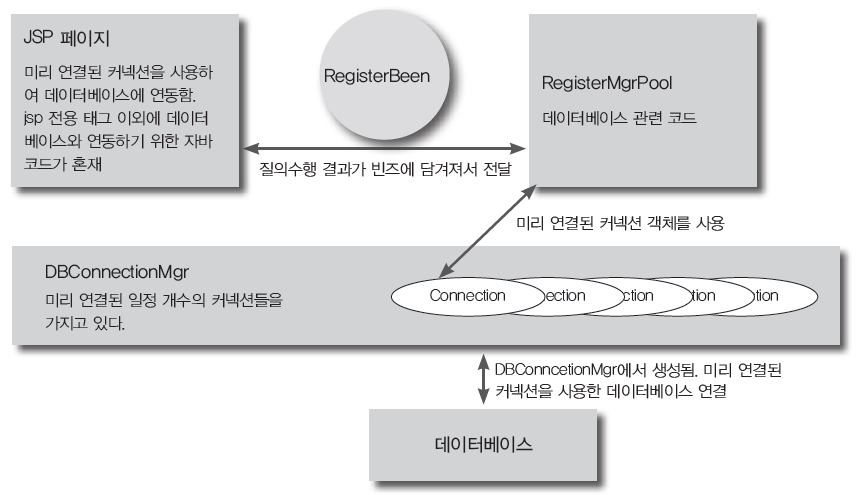 JSP 페이지
미리 연결된 커넥션을 사용하
여 데이터베이스에 연동함.
jsp 전용 태그 이외에 데이터
베이스와 연동하기 위한 자바
코드가 혼재
RegisterBeen
RegisterMgrPool
데이터베이스 관련 코드
질의수행 결과가 빈즈에 담겨져서 전달
미리 연결된 커넥션 객체를 사용
DBConnectionMgr
미리 연결된 일정 개수의 커넥션들을
가지고 있다.
Connection
ection
ction
tion
tion
DBConncetionMgr에서 생성됨. 미리 연결된
커넥션을 사용한 데이터베이스 연결
데이터베이스